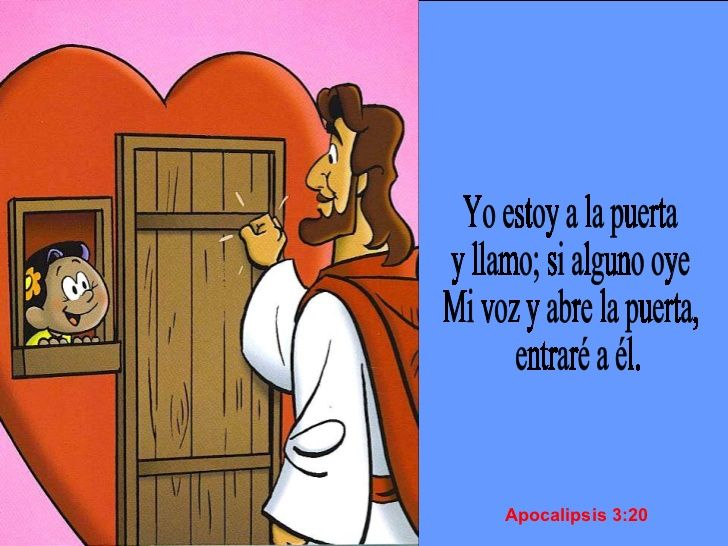 Yo estoy a la puerta
y llamo; si alguno oye
Mi voz y abre la puerta,
entraré a él.
Apocalipsis 3:20